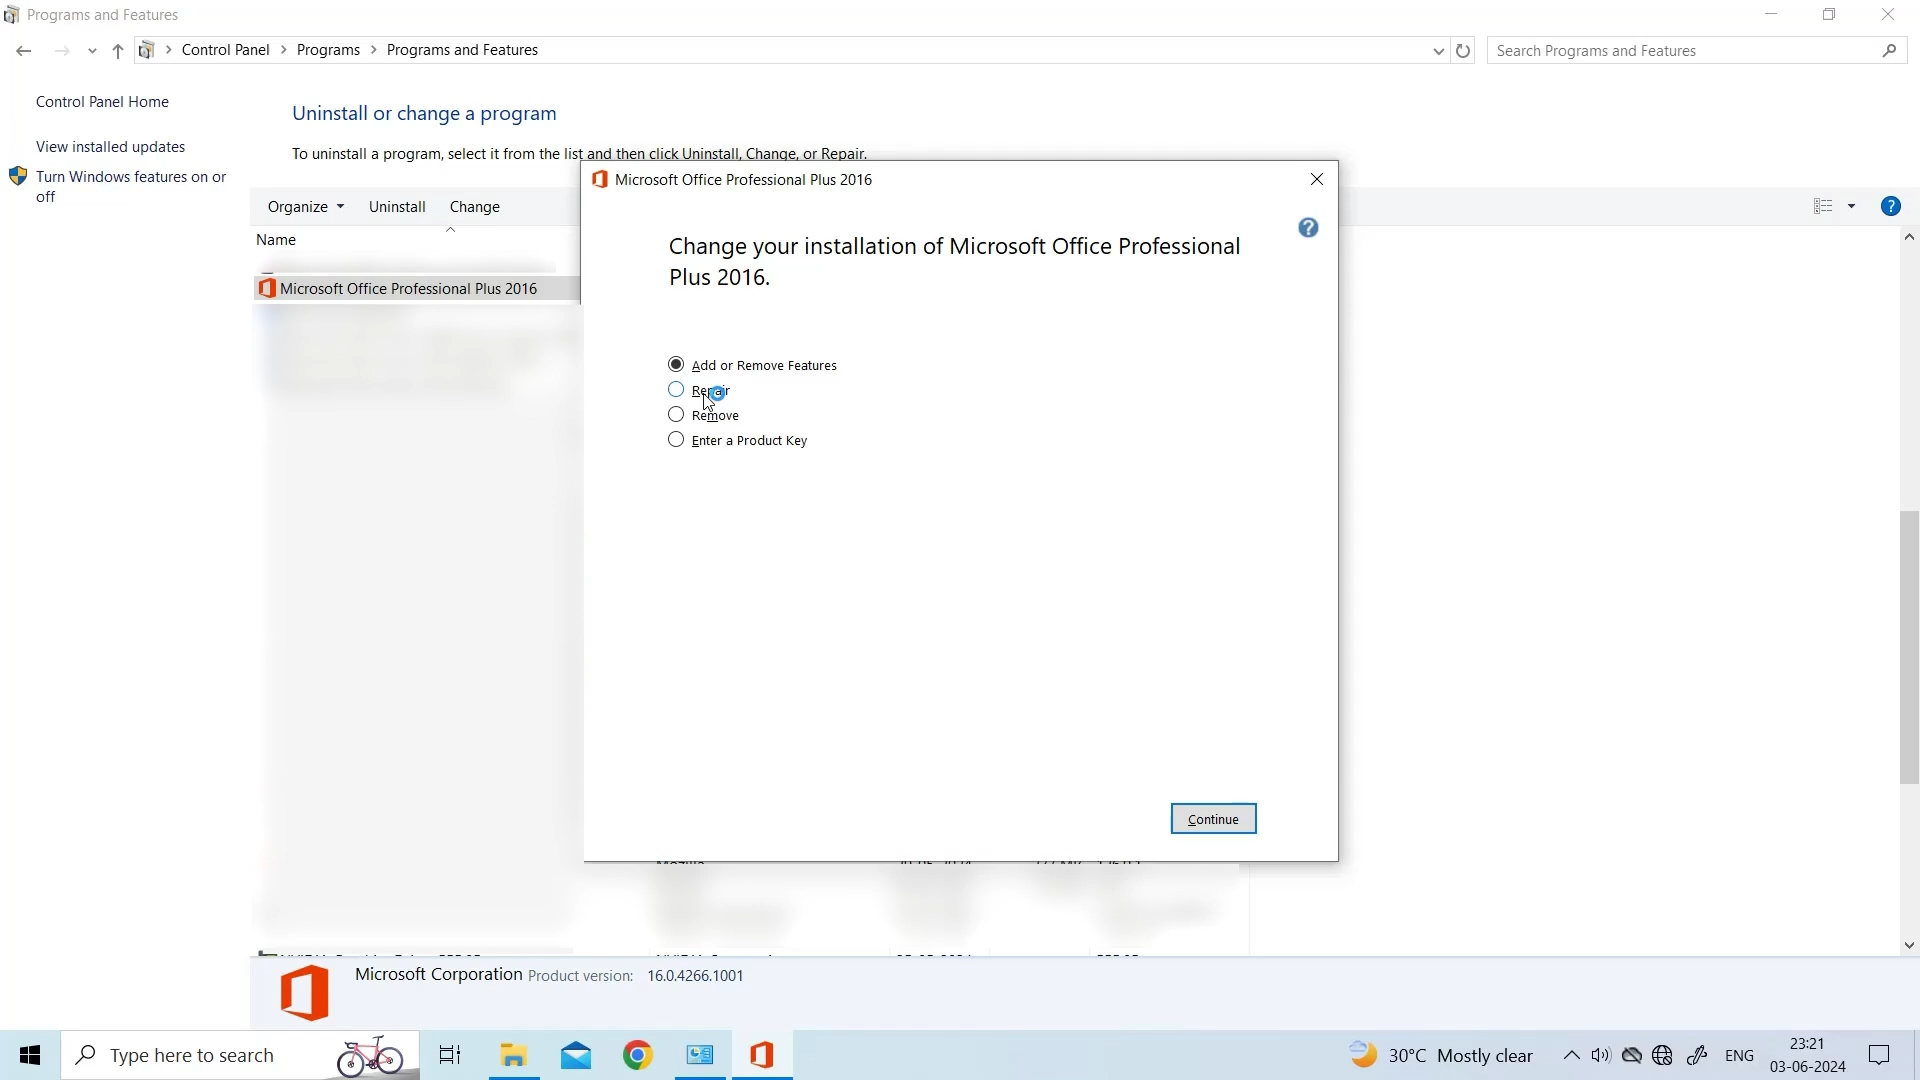 Programs and Features
Control Panel > Programs > Programs and Features
Search Programs and Features
Control Panel Home
View installed updates
Turn Windows features on or
off
Uninstall or change a program
To uninstall a program, select it from the list and then click Uninstall, Change, or Repair.
Organize
Uninstall
Change
Name
Microsoft Office Professional Plus 2016
Microsoft Office Professional Plus 2016
Change your installation of Microsoft Office Professional
Plus 2016.
Add or Remove Features
Repair
Remove
Enter a Product Key
Continue
Microsoft Corporation Product version: 16.0.4266.1001
Type here to search
30°C Mostly clear
ENG
23:21
03-06-2024